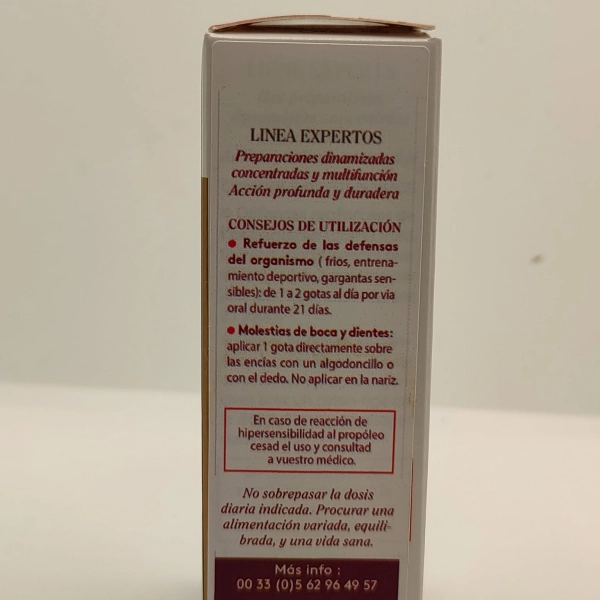 LINEA EXPERTOS
Preparaciones dinamizadas
concentradas y multifunción
Acción profunda y duradera
CONSEJOS DE UTILIZACIÓN
● Refuerzo de las defensas
del organismo ( frios, entrena-
miento deportivo, gargantas sen-
sibles): de 1 a 2 gotas al día por via
oral durante 21 días.
● Molestias de boca y dientes:
aplicar 1 gota directamente sobre
las encías con un algodoncillo o
con el dedo. No aplicar en la nariz.
En caso de reacción de
hipersensibilidad al propóleo
cesad el uso y consultad
a vuestro médico.
No sobrepasar la dosis
diaria indicada. Procurar una
alimentación variada, equili-
brada, y una vida sana.
Más info :
00 33 (0)5 62 96 49 57